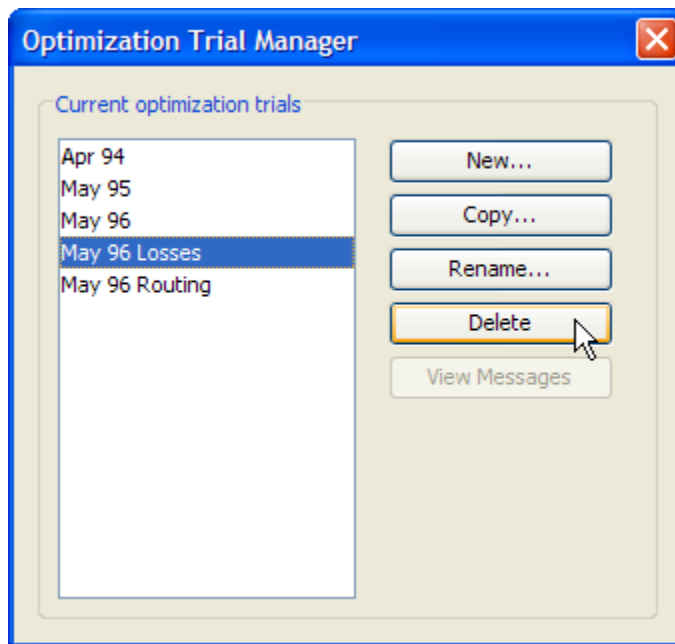 Optimization Trial Manager
Current optimization trials
Apr 94
May 95
May 96
May 96 Losses
May 96 Routing
New...
Copy...
Rename...
Delete
View Messages